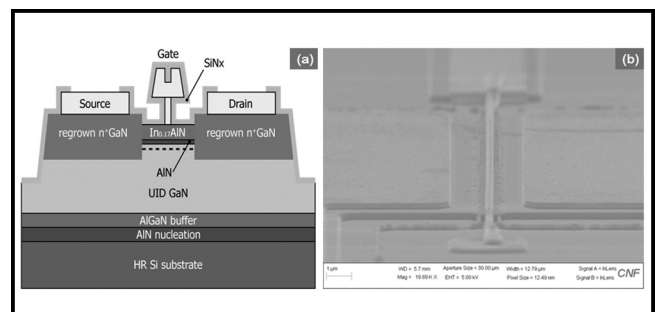 (a)
Gate
SiNx
Source
Drain
regrown n⁺GaN
In₀.₁₇AlN
regrown n⁺GaN
AlN
UID GaN
AlGaN buffer
AlN nucleation
HR Si substrate
(b)
1 µm
WD = 5.7 mm
Aperture Size = 30.00 µm
Width = 12.79 µm
Signal A = InLens
Mag = 19.89 K X
EHT = 5.00 kV
Pixel Size = 12.49 nm
Signal B = InLens
CNF